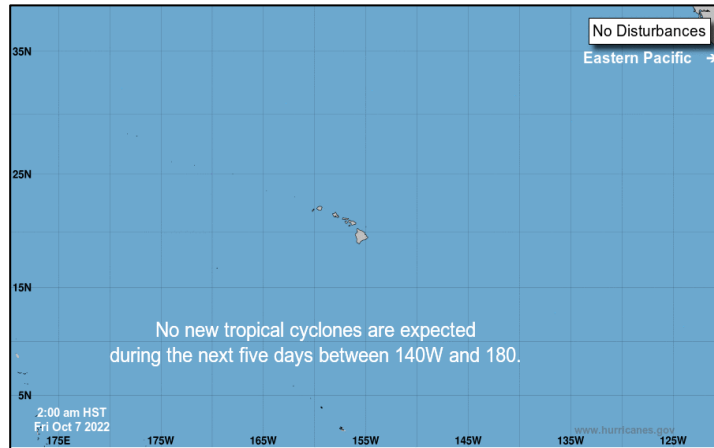 No Disturbances
35N
Eastern Pacific →
25N
15N
No new tropical cyclones are expected
during the next five days between 140W and 180.
5N
2:00 am HST
Fri Oct 7 2022
www.hurricanes.gov
175E 175W 165W 155W 145W 135W 125W